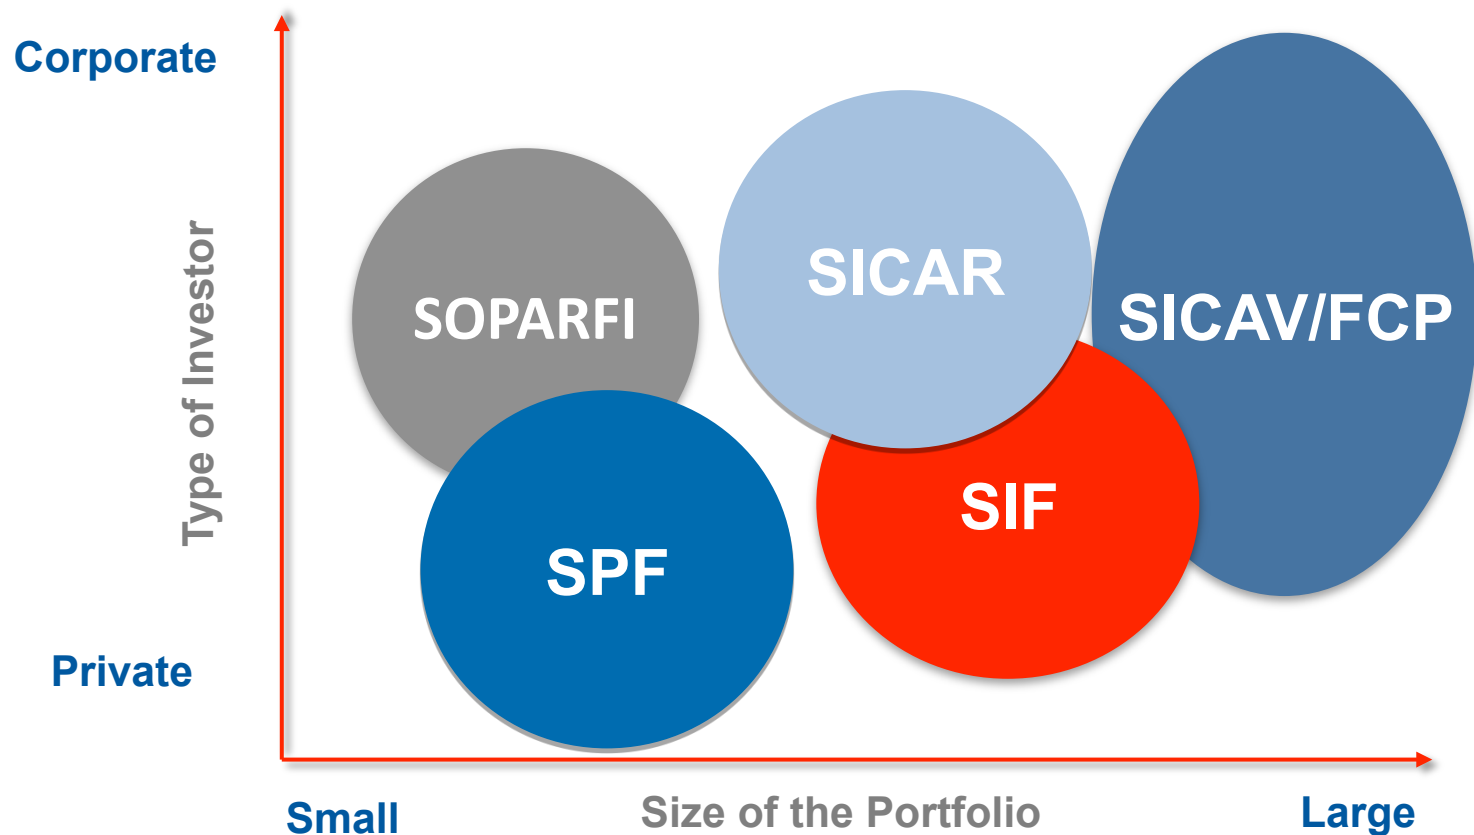 Corporate
SICAR
SOPARFI
SICAV/FCP
Type of Investor
SIF
SPF
Private
Small
Size of the Portfolio
Large